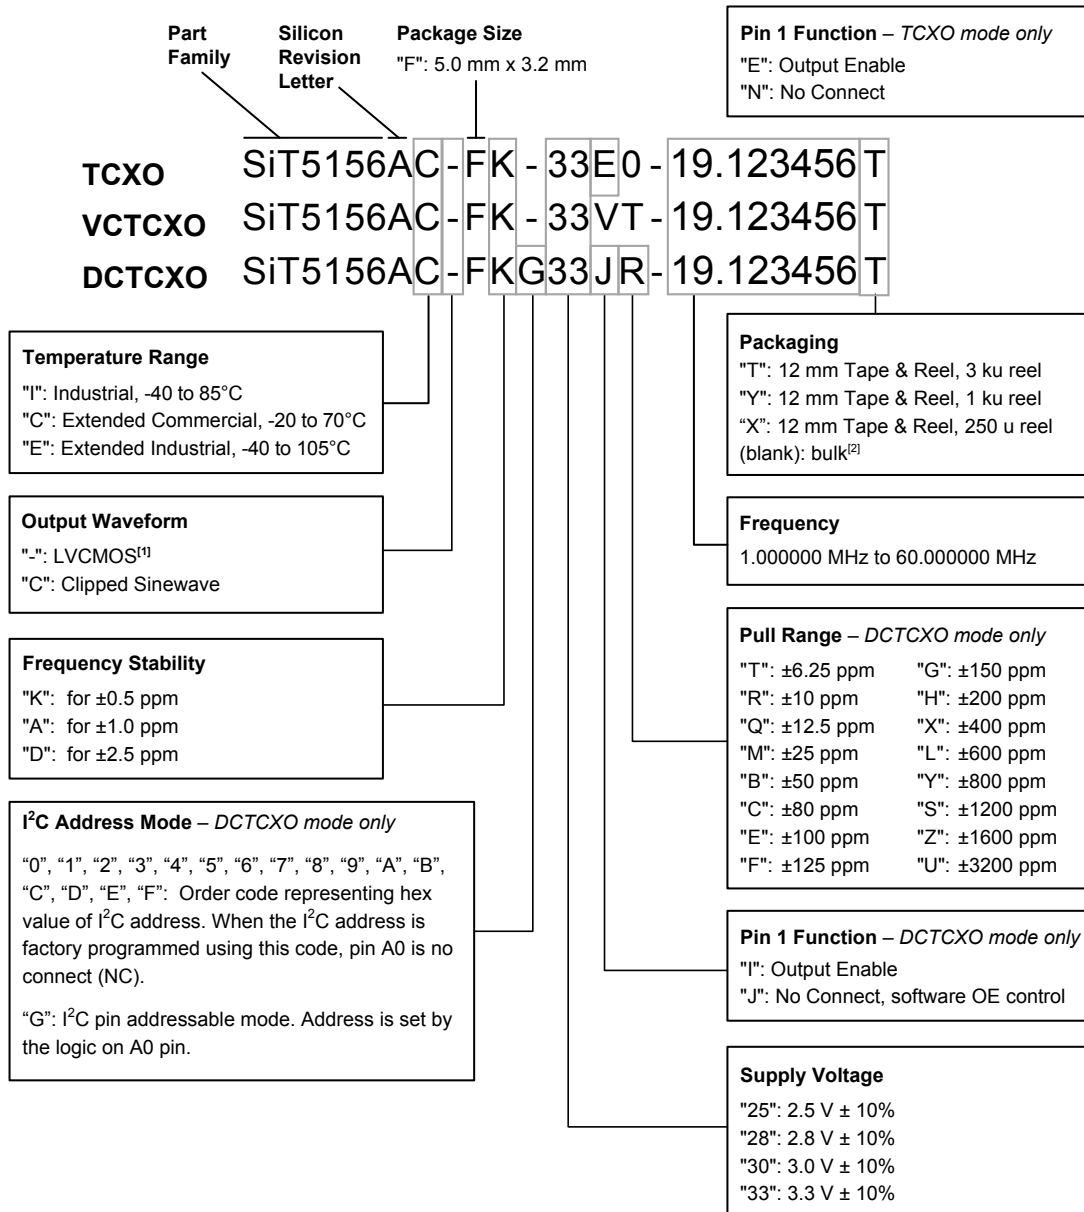 Part Family
Silicon Revision Letter
Package Size
"F": 5.0 mm x 3.2 mm
Pin 1 Function – TCXO mode only
"E": Output Enable
"N": No Connect
TCXO SiT5156AC-FK-33E0-19.123456T
VCTCXO SiT5156AC-FK-33VT-19.123456T
DCTCXO SiT5156AC-FKG33JR-19.123456T
Temperature Range
"I": Industrial, -40 to 85°C
"C": Extended Commercial, -20 to 70°C
"E": Extended Industrial, -40 to 105°C
Output Waveform
"-": LVCMOS[1]
"C": Clipped Sinewave
Frequency Stability
"K": for ±0.5 ppm
"A": for ±1.0 ppm
"D": for ±2.5 ppm
I²C Address Mode – DCTCXO mode only
“0”, “1”, “2”, “3”, “4”, “5”, “6”, “7”, “8”, “9”, “A”, “B”,
“C”, “D”, “E”, “F”: Order code representing hex
value of I²C address. When the I²C address is
factory programmed using this code, pin A0 is no
connect (NC).
“G”: I²C pin addressable mode. Address is set by
the logic on A0 pin.
Packaging
"T": 12 mm Tape & Reel, 3 ku reel
"Y": 12 mm Tape & Reel, 1 ku reel
“X”: 12 mm Tape & Reel, 250 u reel
(blank): bulk[2]
Frequency
1.000000 MHz to 60.000000 MHz
Pull Range – DCTCXO mode only
"T": ±6.25 ppm "G": ±150 ppm
"R": ±10 ppm "H": ±200 ppm
"Q": ±12.5 ppm "X": ±400 ppm
"M": ±25 ppm "L": ±600 ppm
"B": ±50 ppm "Y": ±800 ppm
"C": ±80 ppm "S": ±1200 ppm
"E": ±100 ppm "Z": ±1600 ppm
"F": ±125 ppm "U": ±3200 ppm
Pin 1 Function – DCTCXO mode only
"I": Output Enable
"J": No Connect, software OE control
Supply Voltage
"25": 2.5 V ± 10%
"28": 2.8 V ± 10%
"30": 3.0 V ± 10%
"33": 3.3 V ± 10%